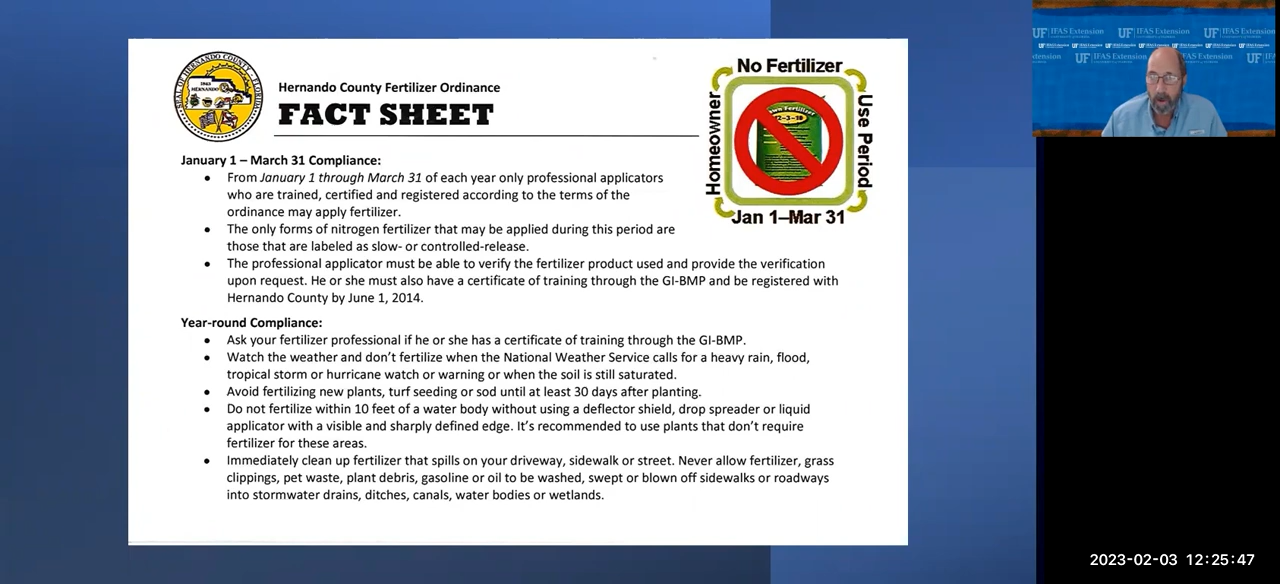 Hernando County Fertilizer Ordinance
FACT SHEET
No Fertilizer
Homeowner
Use Period
Jan 1–Mar 31
January 1 – March 31 Compliance:
• From January 1 through March 31 of each year only professional applicators
who are trained, certified and registered according to the terms of the
ordinance may apply fertilizer.
• The only forms of nitrogen fertilizer that may be applied during this period are
those that are labeled as slow- or controlled-release.
• The professional applicator must be able to verify the fertilizer product used and provide the verification
upon request. He or she must also have a certificate of training through the GI-BMP and be registered with
Hernando County by June 1, 2014.
Year-round Compliance:
• Ask your fertilizer professional if he or she has a certificate of training through the GI-BMP.
• Watch the weather and don’t fertilize when the National Weather Service calls for a heavy rain, flood,
tropical storm or hurricane watch or warning or when the soil is still saturated.
• Avoid fertilizing new plants, turf seeding or sod until at least 30 days after planting.
• Do not fertilize within 10 feet of a water body without using a deflector shield, drop spreader or liquid
applicator with a visible and sharply defined edge. It’s recommended to use plants that don’t require
fertilizer for these areas.
• Immediately clean up fertilizer that spills on your driveway, sidewalk or street. Never allow fertilizer, grass
clippings, pet waste, plant debris, gasoline or oil to be washed, swept or blown off sidewalks or roadways
into stormwater drains, ditches, canals, water bodies or wetlands.
UF IFAS Extension UF IFAS Extension UF IFAS Extension
2023-02-03 12:25:47